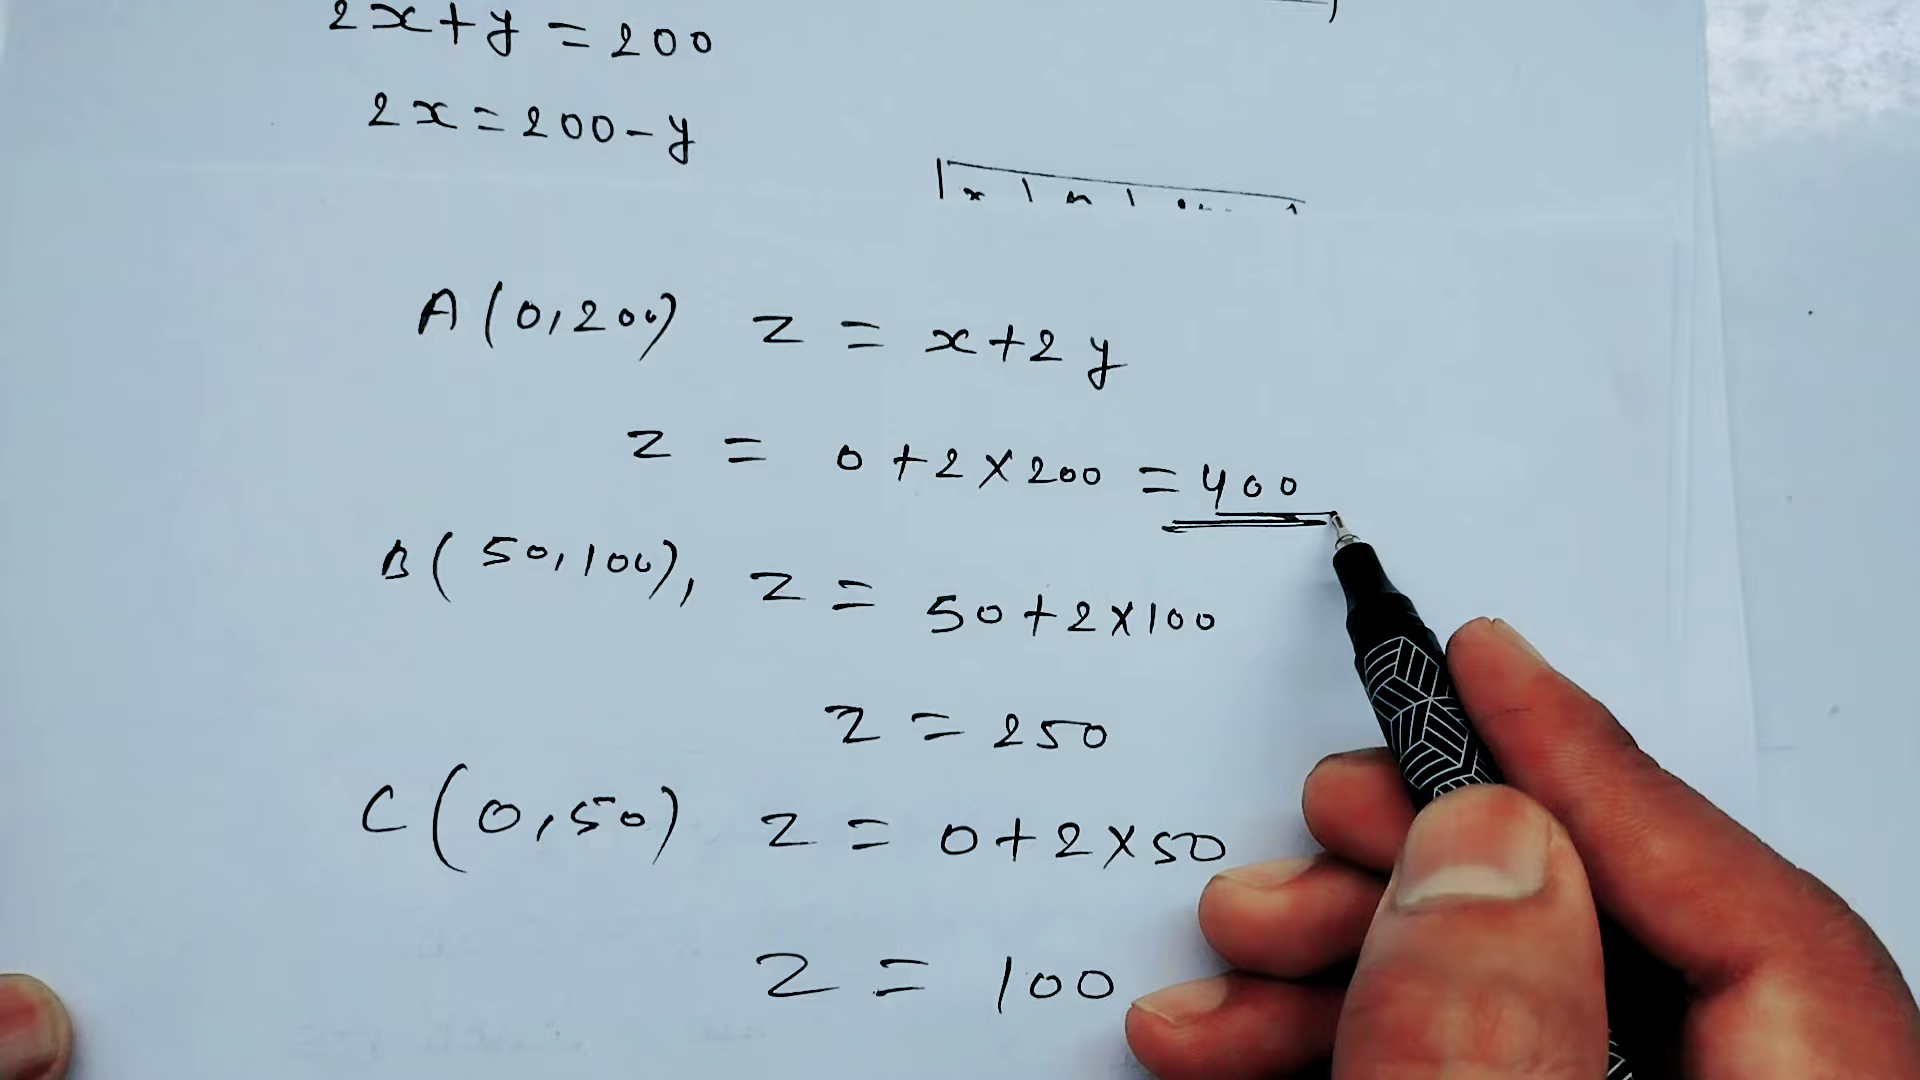 2x+y = 200
2x = 200-y
A(0,200) z = x+2y
z = 0+2×200 = 400
B(50,100), z = 50+2×100
z = 250
C(0,50) z = 0+2×50
z = 100